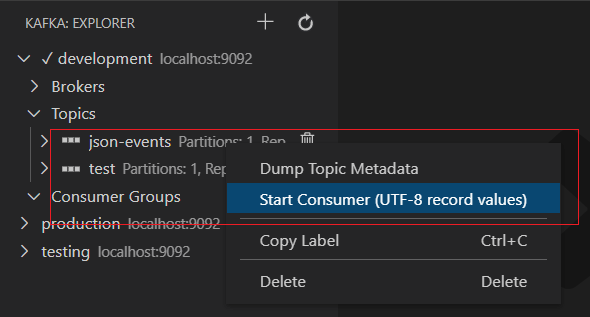 KAFKA: EXPLORER
✓ development localhost:9092
Brokers
Topics
json-events Partitions: 1, Rep
test Partitions: 1, Rep
Consumer Groups
production localhost:9092
testing localhost:9092
Dump Topic Metadata
Start Consumer (UTF-8 record values)
Copy Label Ctrl+C
Delete Delete